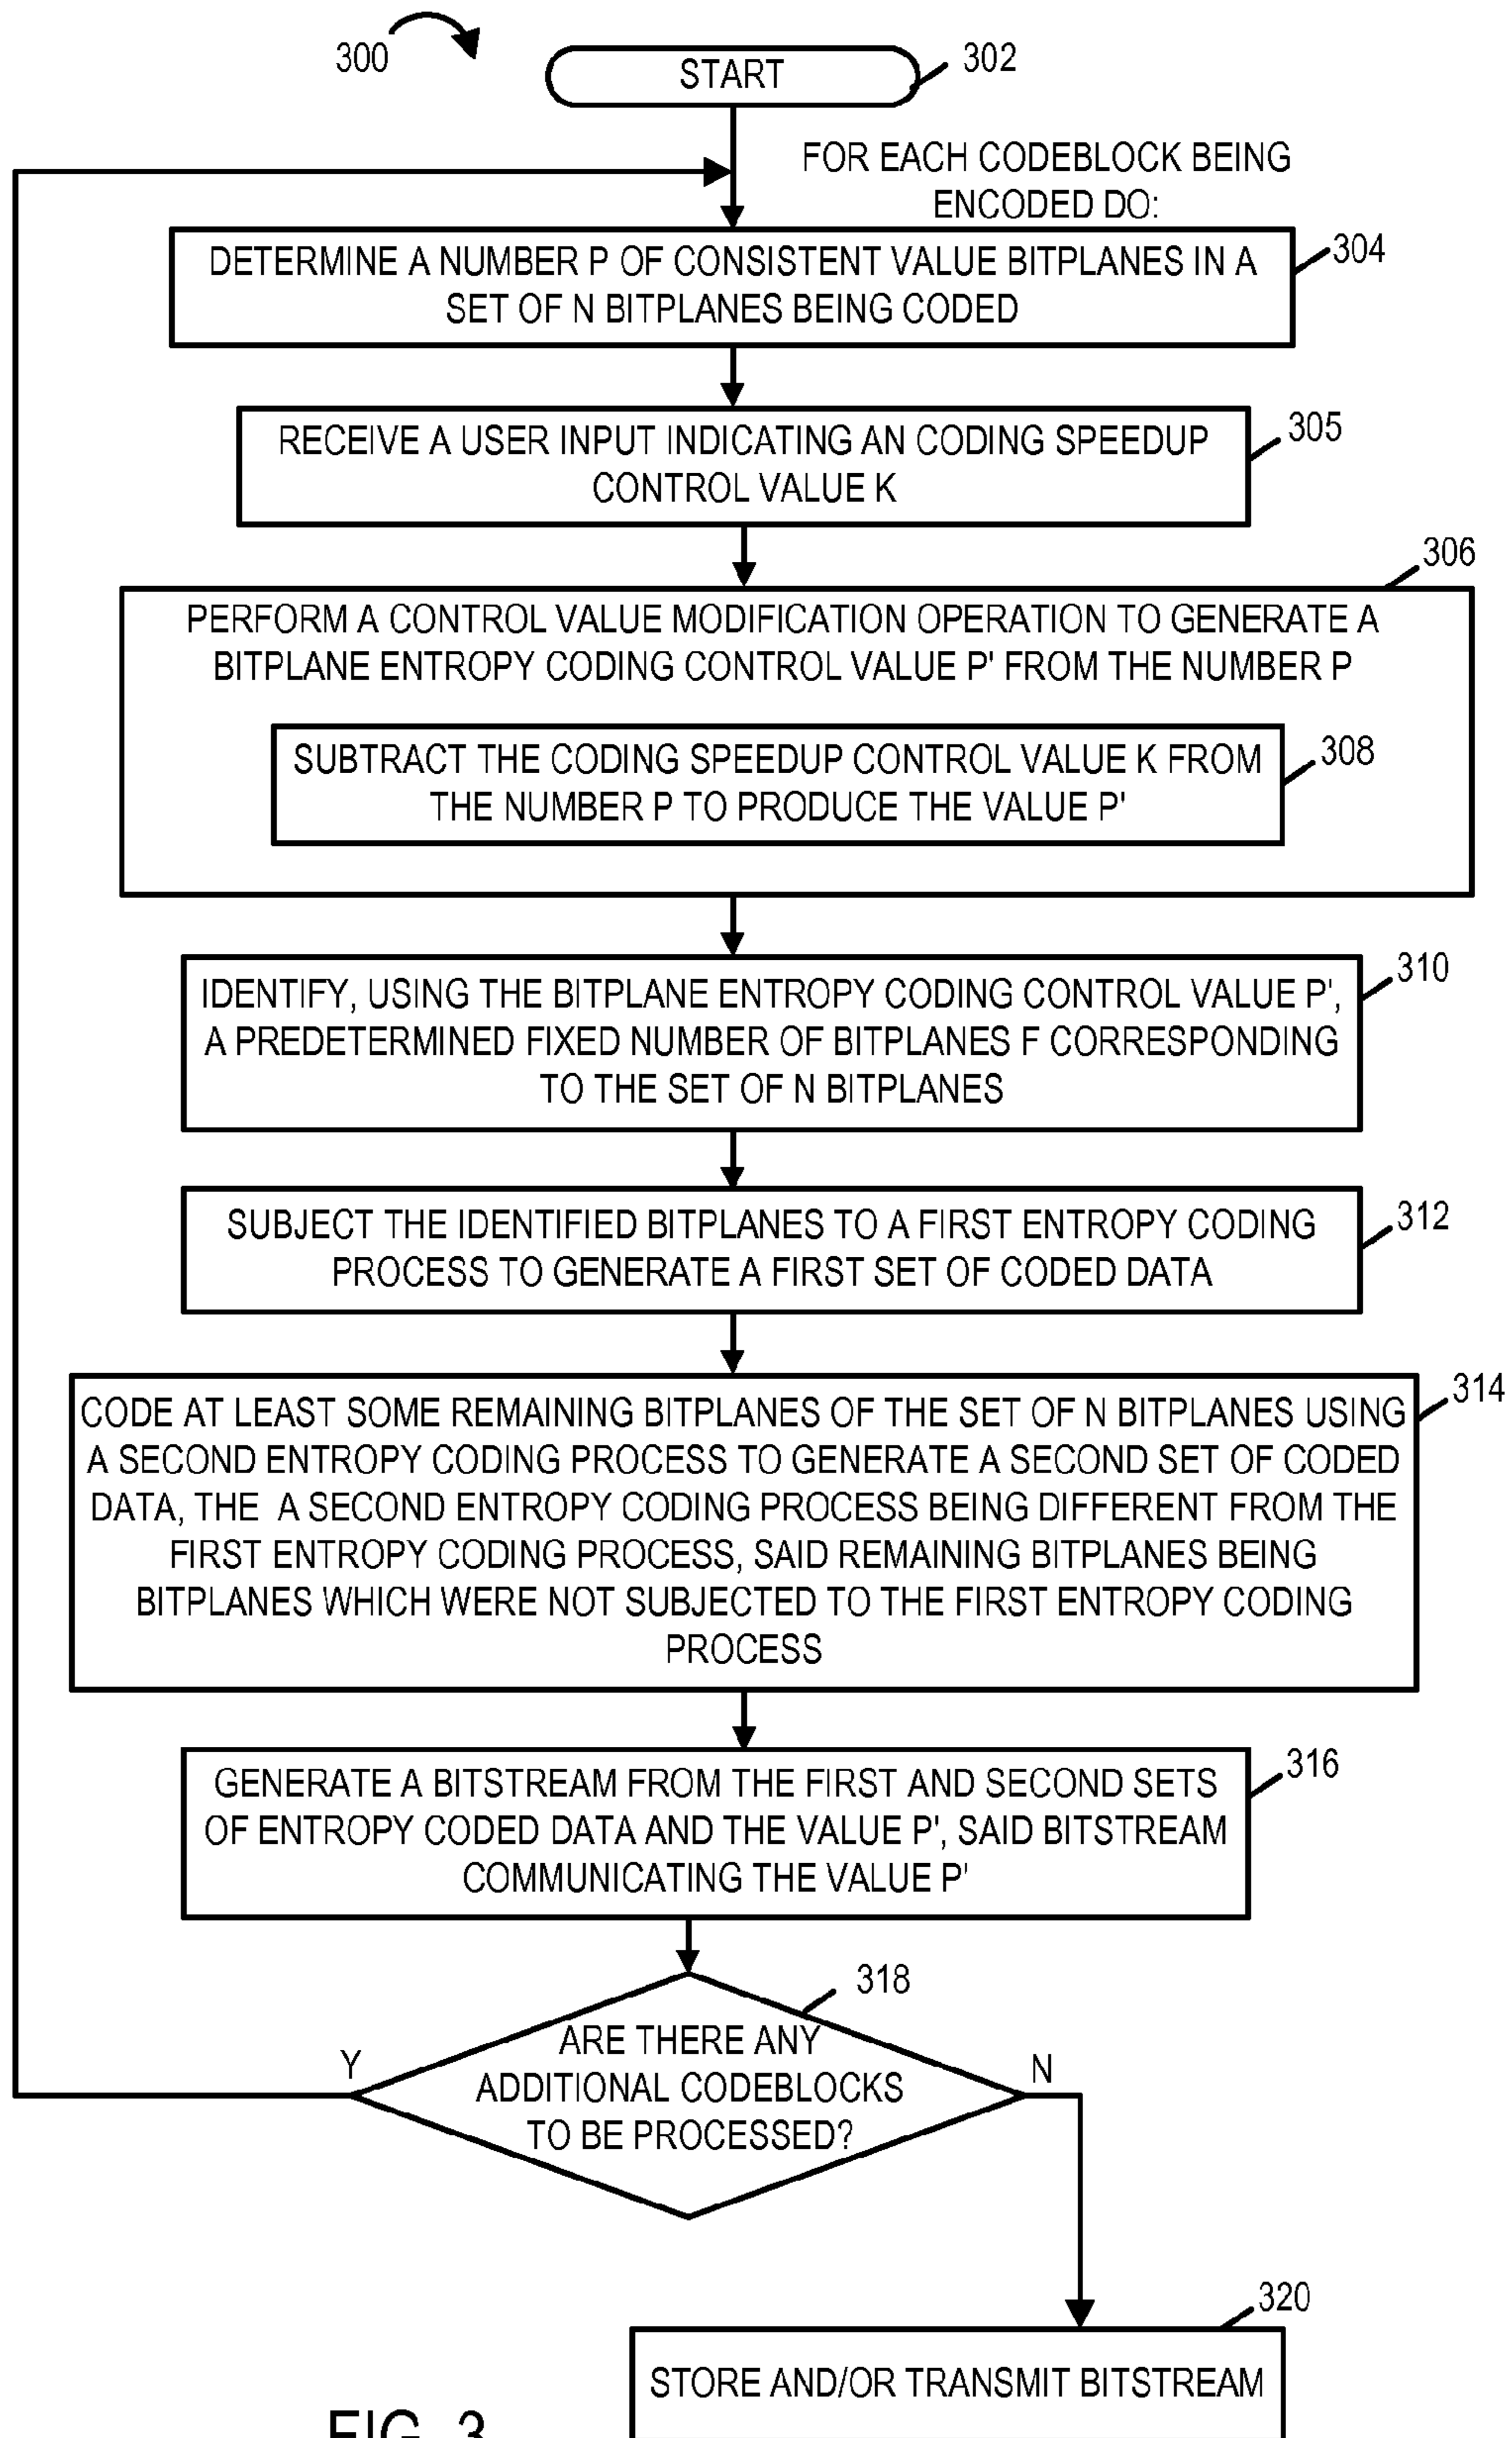 300
START
302
FOR EACH CODEBLOCK BEING
ENCODED DO:
DETERMINE A NUMBER P OF CONSISTENT VALUE BITPLANES IN A
SET OF N BITPLANES BEING CODED
304
RECEIVE A USER INPUT INDICATING AN CODING SPEEDUP
CONTROL VALUE K
305
306
PERFORM A CONTROL VALUE MODIFICATION OPERATION TO GENERATE A
BITPLANE ENTROPY CODING CONTROL VALUE P' FROM THE NUMBER P
SUBTRACT THE CODING SPEEDUP CONTROL VALUE K FROM
THE NUMBER P TO PRODUCE THE VALUE P'
308
IDENTIFY, USING THE BITPLANE ENTROPY CODING CONTROL VALUE P',
A PREDETERMINED FIXED NUMBER OF BITPLANES F CORRESPONDING
TO THE SET OF N BITPLANES
310
SUBJECT THE IDENTIFIED BITPLANES TO A FIRST ENTROPY CODING
PROCESS TO GENERATE A FIRST SET OF CODED DATA
312
CODE AT LEAST SOME REMAINING BITPLANES OF THE SET OF N BITPLANES USING
A SECOND ENTROPY CODING PROCESS TO GENERATE A SECOND SET OF CODED
DATA, THE A SECOND ENTROPY CODING PROCESS BEING DIFFERENT FROM THE
FIRST ENTROPY CODING PROCESS, SAID REMAINING BITPLANES BEING
BITPLANES WHICH WERE NOT SUBJECTED TO THE FIRST ENTROPY CODING
PROCESS
314
GENERATE A BITSTREAM FROM THE FIRST AND SECOND SETS
OF ENTROPY CODED DATA AND THE VALUE P', SAID BITSTREAM
COMMUNICATING THE VALUE P'
316
318
ARE THERE ANY
ADDITIONAL CODEBLOCKS
TO BE PROCESSED?
Y
N
320
STORE AND/OR TRANSMIT BITSTREAM
FIG. 3